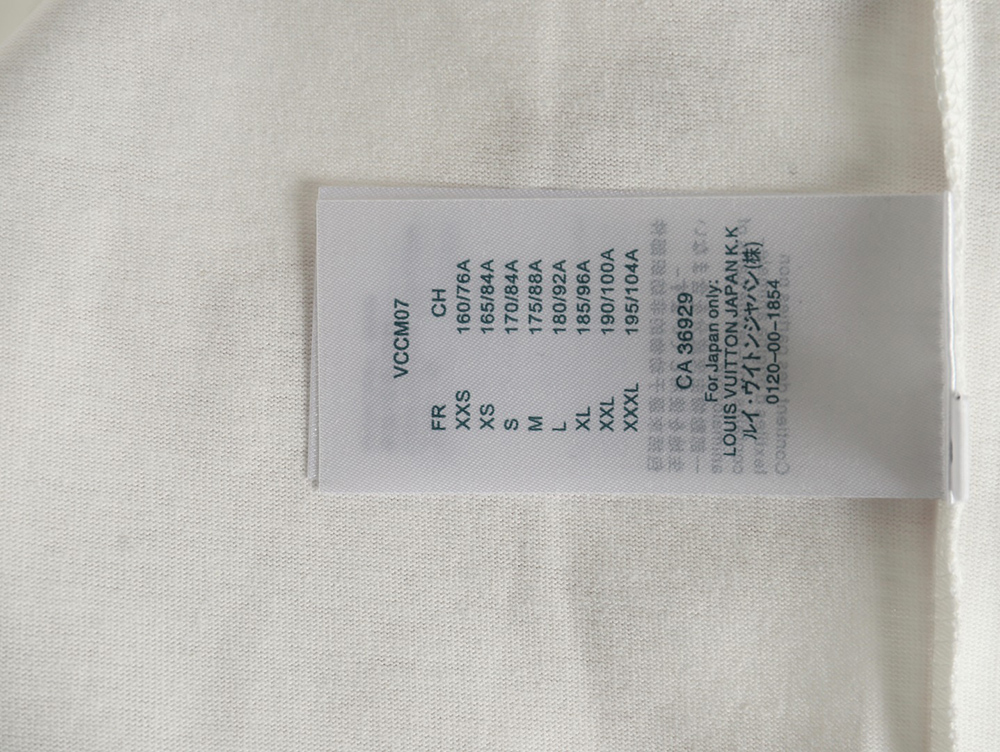 VCCM07
FR CH
XXS 160/76A
XS 165/84A
S 170/84A
M 175/88A
L 180/92A
XL 185/96A
XXL 190/100A
XXXL 195/104A
CA 36929
For Japan only:
LOUIS VUITTON JAPAN K.K
ルイ・ヴィトンジャパン(株)
0120-00-1854